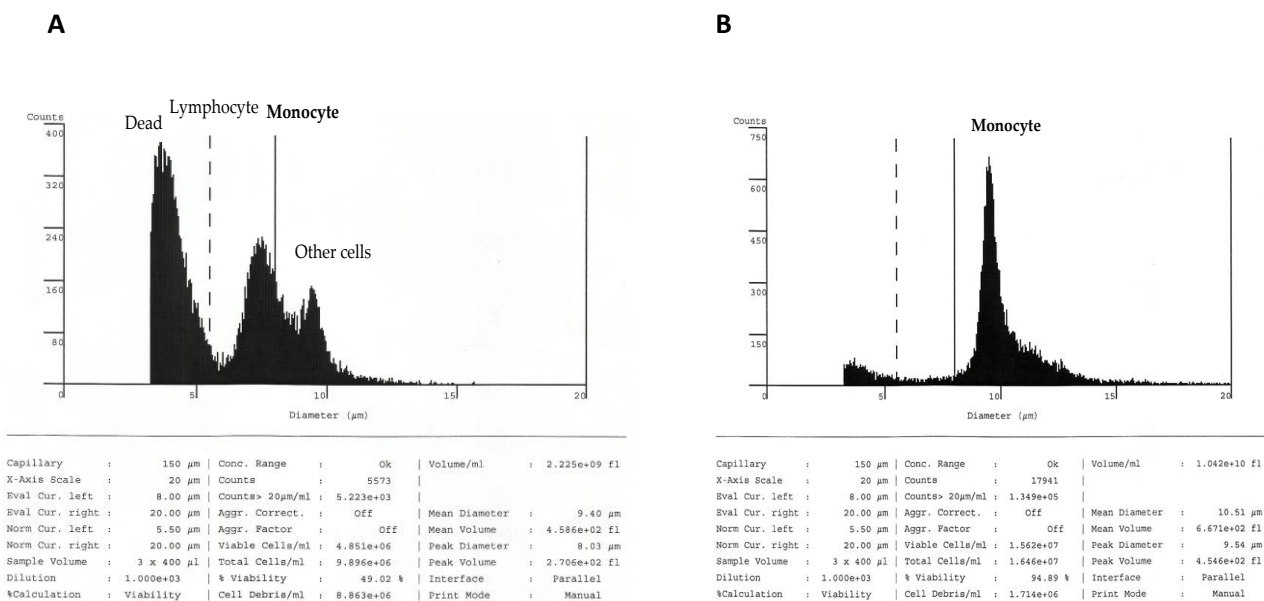 A
Counts
400
320
240
160
80
Dead
Lymphocyte
Monocyte
Other cells
0
5
10
15
20
Diameter (µm)
Capillary : 150 µm | Conc. Range : Ok | Volume/ml : 2.225e+09 fl
X-Axis Scale : 20 µm | Counts : 5573 |
Eval Cur. left : 8.00 µm | Counts> 20µm/ml : 5.223e+03 |
Eval Cur. right : 20.00 µm | Aggr. Correct. : Off | Mean Diameter : 9.40 µm
Norm Cur. left : 5.50 µm | Aggr. Factor : Off | Mean Volume : 4.586e+02 fl
Norm Cur. right : 20.00 µm | Viable Cells/ml : 4.851e+06 | Peak Diameter : 8.03 µm
Sample Volume : 3 x 400 µl | Total Cells/ml : 9.896e+06 | Peak Volume : 2.706e+02 fl
Dilution : 1.000e+03 | % Viability : 49.02 % | Interface : Parallel
%Calculation : Viability | Cell Debris/ml : 8.863e+06 | Print Mode : Manual
B
Counts
750
600
450
300
150
Monocyte
0
5
10
15
20
Diameter (µm)
Capillary : 150 µm | Conc. Range : Ok | Volume/ml : 1.042e+10 fl
X-Axis Scale : 20 µm | Counts : 17941 |
Eval Cur. left : 8.00 µm | Counts> 20µm/ml : 1.349e+05 |
Eval Cur. right : 20.00 µm | Aggr. Correct. : Off | Mean Diameter : 10.51 µm
Norm Cur. left : 5.50 µm | Aggr. Factor : Off | Mean Volume : 6.671e+02 fl
Norm Cur. right : 20.00 µm | Viable Cells/ml : 1.562e+07 | Peak Diameter : 9.54 µm
Sample Volume : 3 x 400 µl | Total Cells/ml : 1.646e+07 | Peak Volume : 4.546e+02 fl
Dilution : 1.000e+03 | % Viability : 94.89 % | Interface : Parallel
%Calculation : Viability | Cell Debris/ml : 1.714e+06 | Print Mode : Manual